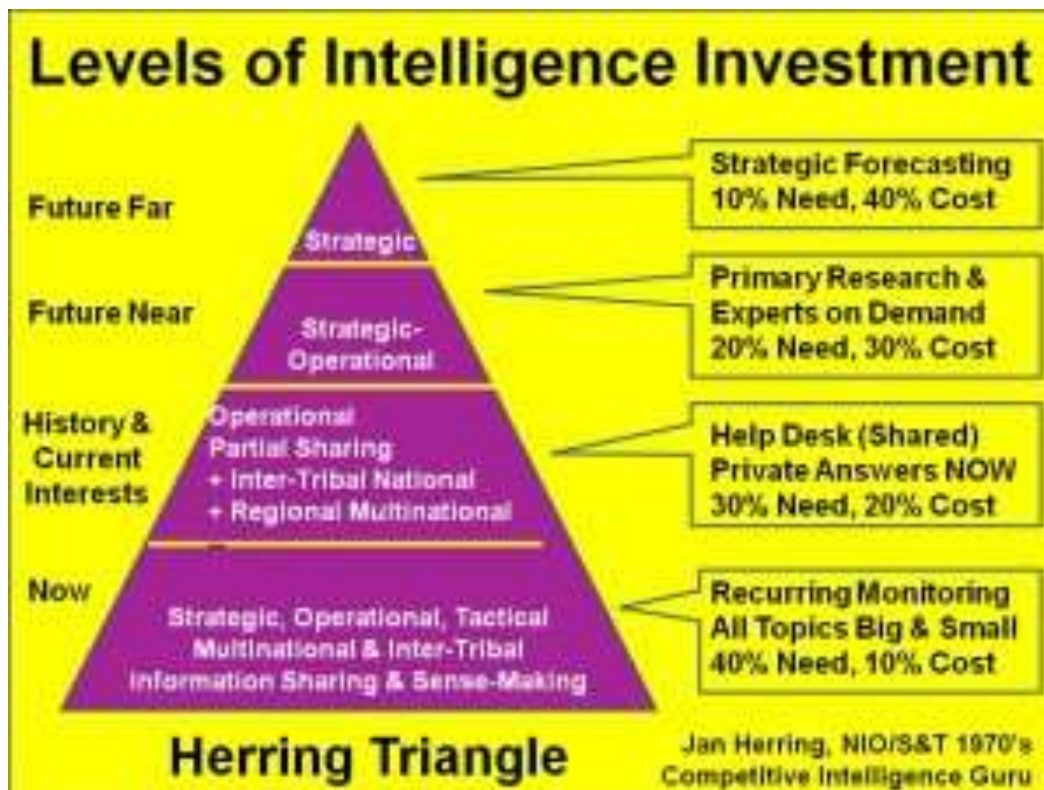 Levels of Intelligence Investment
Future Far
Strategic
Strategic Forecasting
10% Need, 40% Cost
Future Near
Strategic-
Operational
Primary Research &
Experts on Demand
20% Need, 30% Cost
History &
Current
Interests
Operational
Partial Sharing
+ Inter-Tribal National
+ Regional Multinational
Help Desk (Shared)
Private Answers NOW
30% Need, 20% Cost
Now
Strategic, Operational, Tactical
Multinational & Inter-Tribal
Information Sharing & Sense-Making
Recurring Monitoring
All Topics Big & Small
40% Need, 10% Cost
Herring Triangle
Jan Herring, NIO/S&T 1970's
Competitive Intelligence Guru